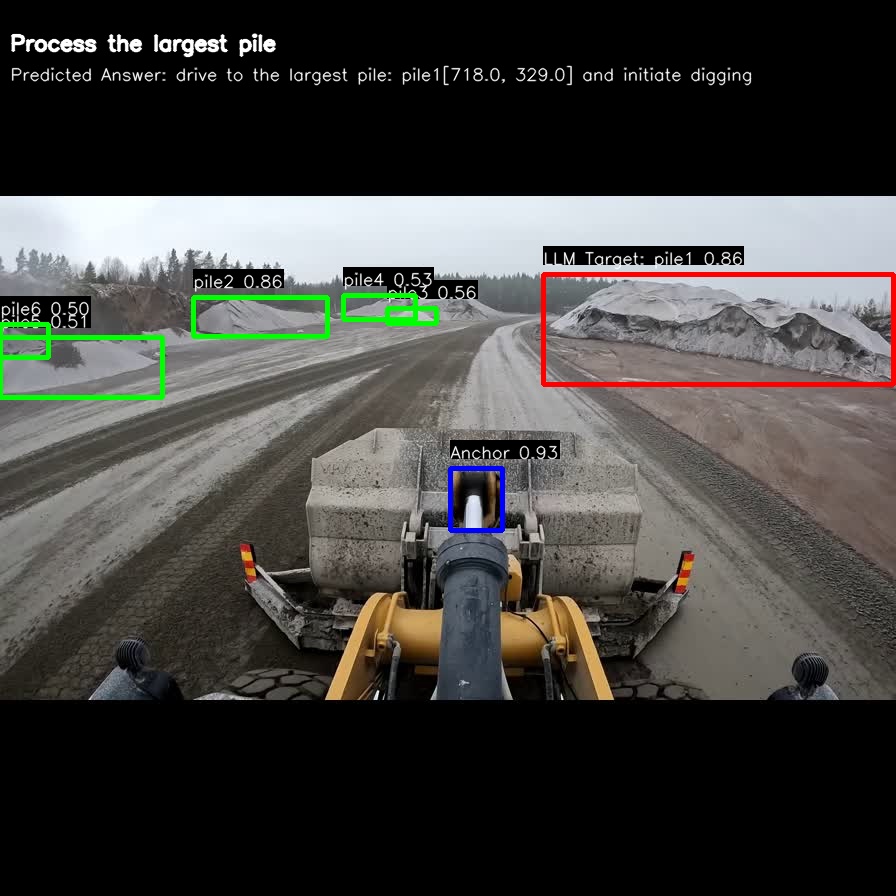 Process the largest pile
Predicted Answer: drive to the largest pile: pile1[718.0, 329.0] and initiate digging
LLM Target: pile1 0.86
pile2 0.86
pile4 0.53
0.56
pile6 0.50
0.51
Anchor 0.93